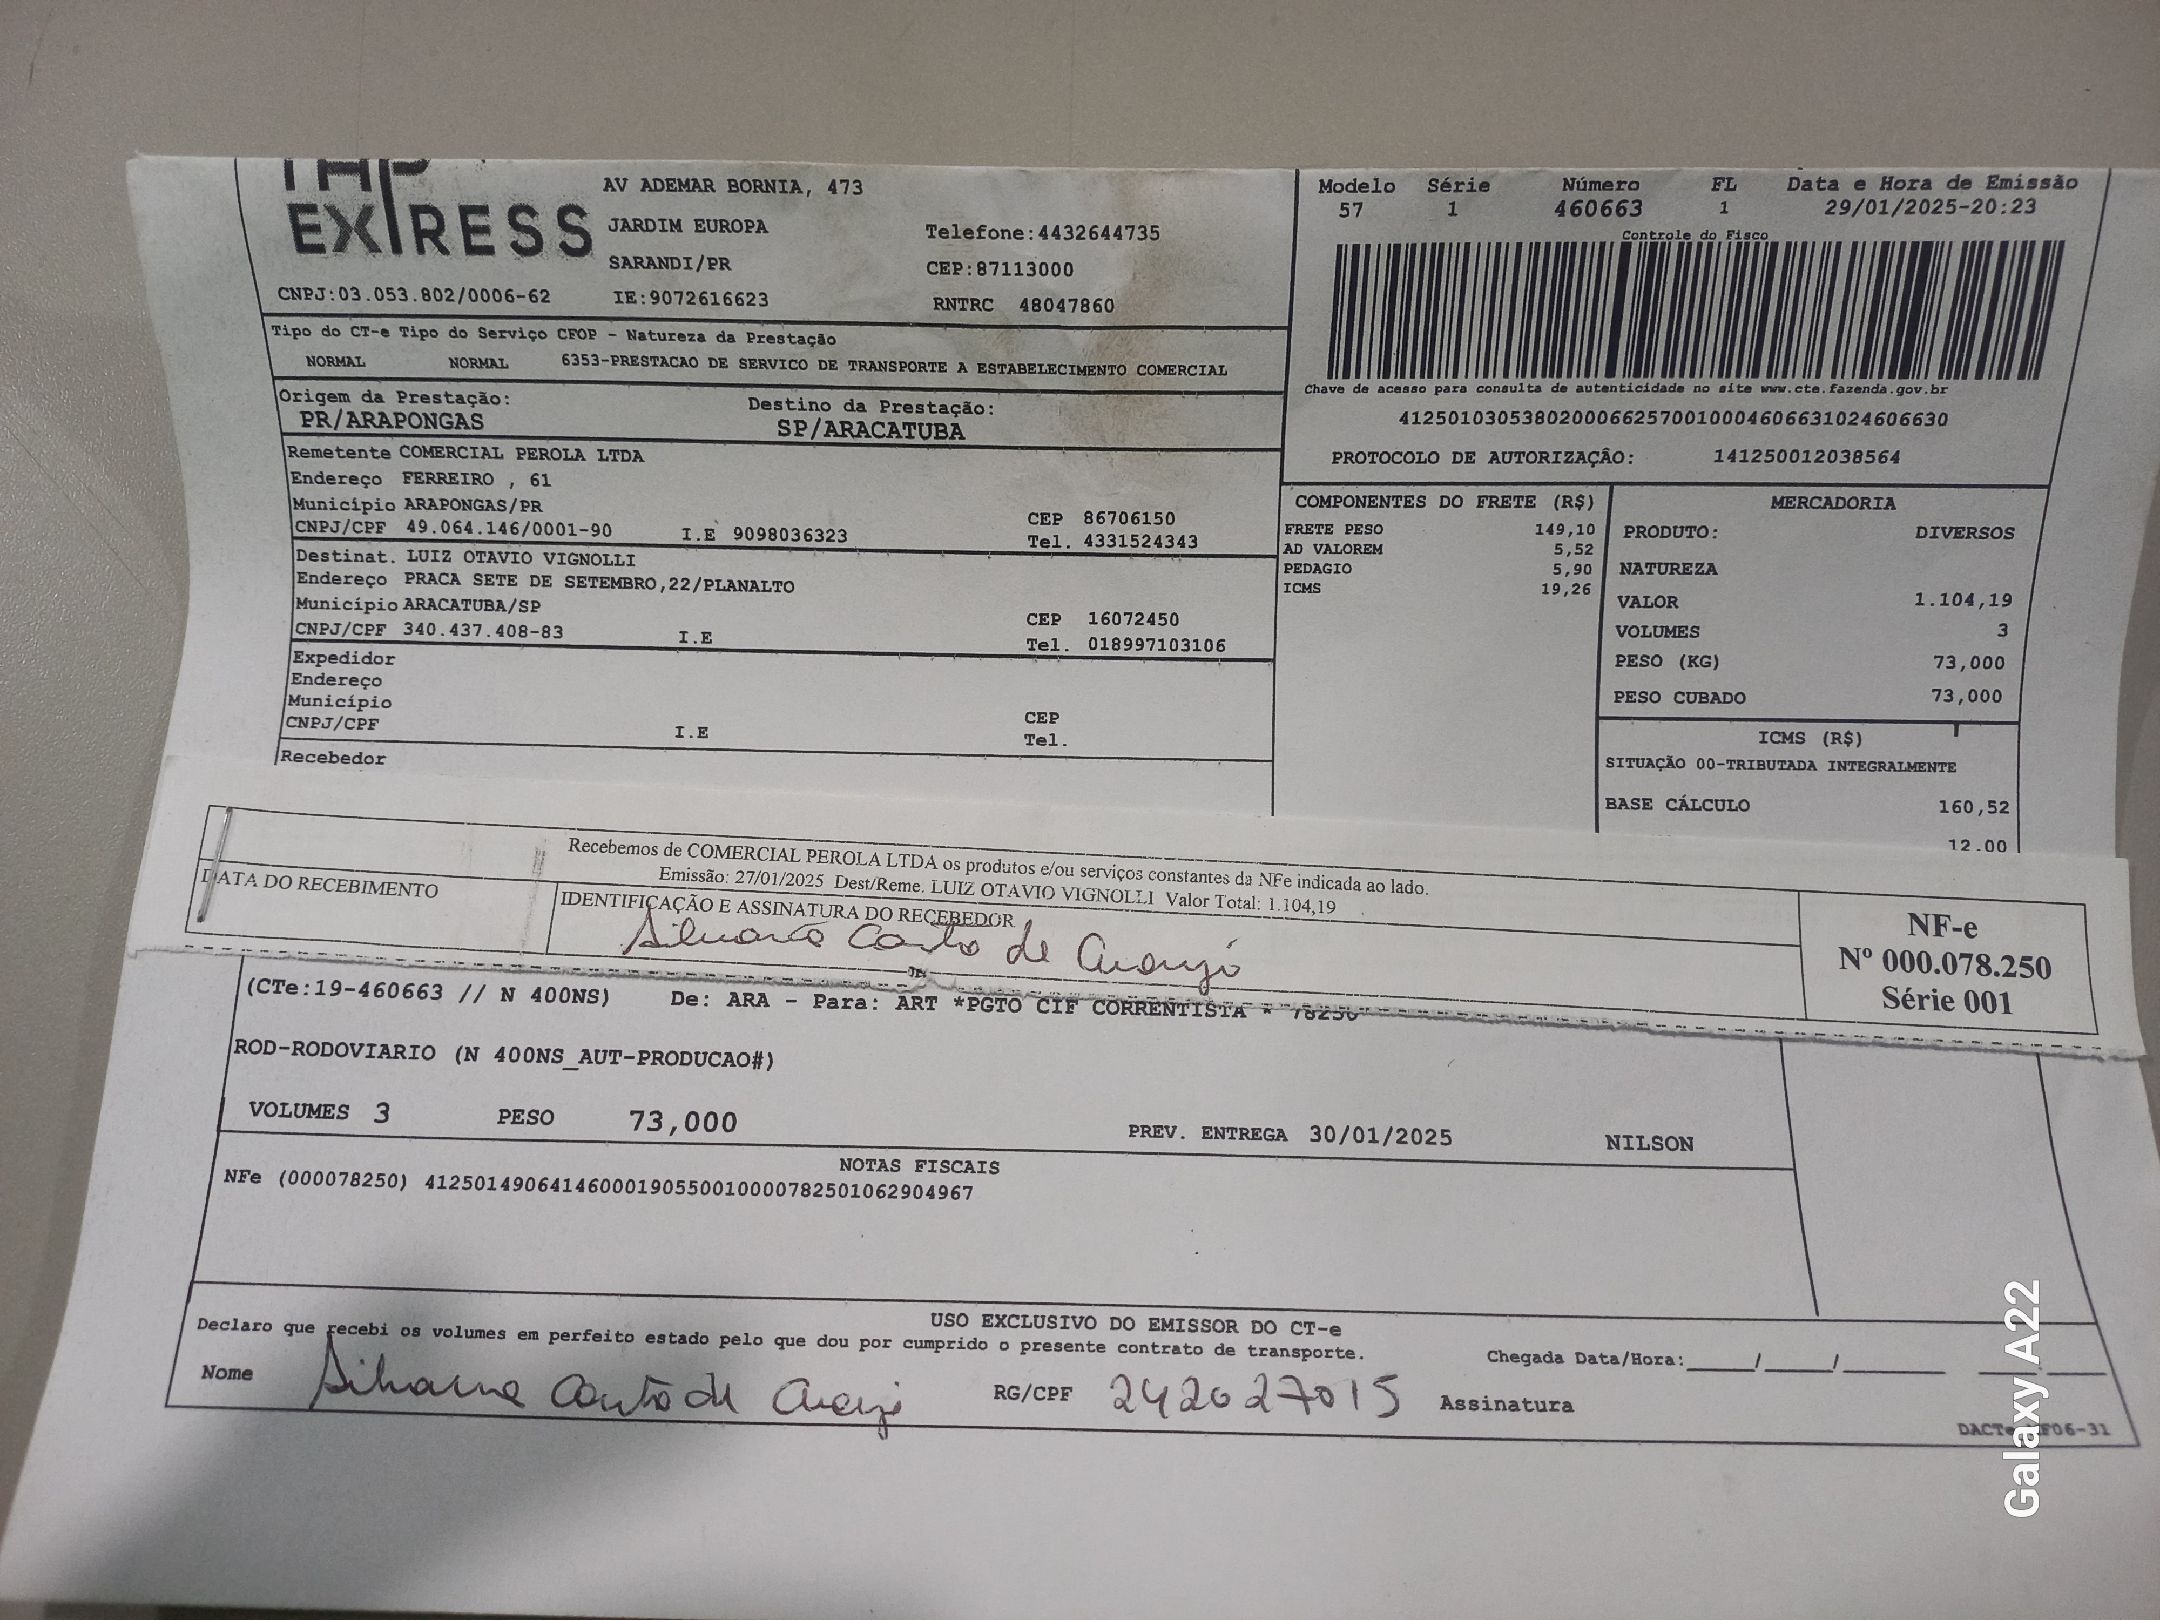 EXPRESS
AV ADEMAR BORNIA, 473
JARDIM EUROPA
SARANDI/PR
Telefone:4432644735
CEP:87113000
CNPJ:03.053.802/0006-62 IE:9072616623 RNTRC 48047860
Modelo Série Número FL Data e Hora de Emissão
57 1 460663 1 29/01/2025-20:23
Controle do Fisco
Chave de acesso para consulta de autenticidade no site www.cte.fazenda.gov.br
41250103053802000662570010004606631024606630
PROTOCOLO DE AUTORIZAÇÃO: 141250012038564
Tipo do CT-e Tipo do Serviço CFOP - Natureza da Prestação
NORMAL NORMAL 6353-PRESTACAO DE SERVICO DE TRANSPORTE A ESTABELECIMENTO COMERCIAL
Origem da Prestação: Destino da Prestação:
PR/ARAPONGAS SP/ARACATUBA
Remetente COMERCIAL PEROLA LTDA
Endereço FERREIRO , 61
Município ARAPONGAS/PR CEP 86706150
CNPJ/CPF 49.064.146/0001-90 I.E 9098036323 Tel. 4331524343
Destinat. LUIZ OTAVIO VIGNOLLI
Endereço PRACA SETE DE SETEMBRO,22/PLANALTO
Município ARACATUBA/SP CEP 16072450
CNPJ/CPF 340.437.408-83 I.E Tel. 018997103106
Expedidor
Endereço
Município CEP
CNPJ/CPF I.E Tel.
Recebedor
COMPONENTES DO FRETE (R$)
FRETE PESO 149,10
AD VALOREM 5,52
PEDAGIO 5,90
ICMS 19,26
MERCADORIA
PRODUTO: DIVERSOS
NATUREZA
VALOR 1.104,19
VOLUMES 3
PESO (KG) 73,000
PESO CUBADO 73,000
ICMS (R$)
SITUAÇÃO 00-TRIBUTADA INTEGRALMENTE
BASE CÁLCULO 160,52
12.00
Recebemos de COMERCIAL PEROLA LTDA os produtos e/ou serviços constantes da NFe indicada ao lado.
Emissão: 27/01/2025 Dest/Reme. LUIZ OTAVIO VIGNOLLI Valor Total: 1.104,19
DATA DO RECEBIMENTO
IDENTIFICAÇÃO E ASSINATURA DO RECEBEDOR
de Araujo
NF-e
Nº 000.078.250
Série 001
(CTe:19-460663 // N 400NS) De: ARA - Para: ART *PGTO CIF CORRENTISTA * 78250
ROD-RODOVIARIO (N 400NS_AUT-PRODUCAO#)
VOLUMES 3 PESO 73,000
PREV. ENTREGA 30/01/2025 NILSON
NOTAS FISCAIS
NFe (000078250) 41250149064146000190550010000782501062904967
USO EXCLUSIVO DO EMISSOR DO CT-e
Declaro que recebi os volumes em perfeito estado pelo que dou por cumprido o presente contrato de transporte.
Chegada Data/Hora:_____/_____/_______ ___:_____
Nome de RG/CPF 242027015 Assinatura
Galaxy A22